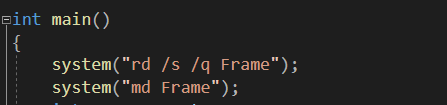 int main()
{
    system("rd /s /q Frame");
    system("md Frame");